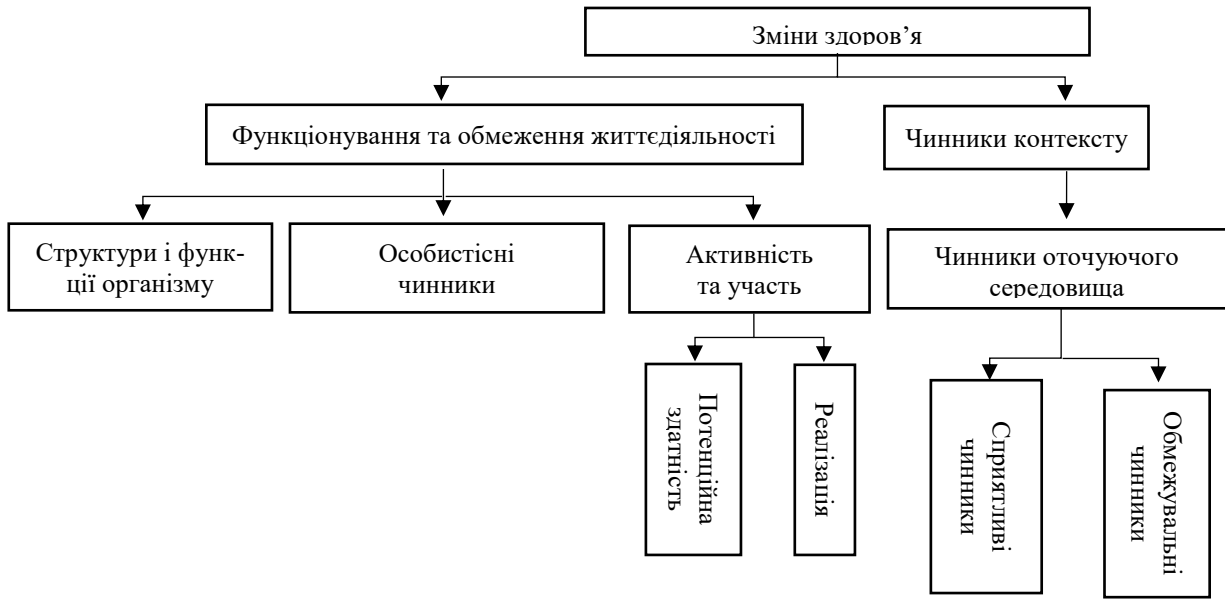 Зміни здоров’я
Функціонування та обмеження життєдіяльності
Чинники контексту
Структури і функ-
ції організму
Особистісні
чинники
Активність
та участь
Чинники оточуючого
середовища
Потенційна
здатність
Реалізація
Сприятливі
чинники
Обмежувальні
чинники